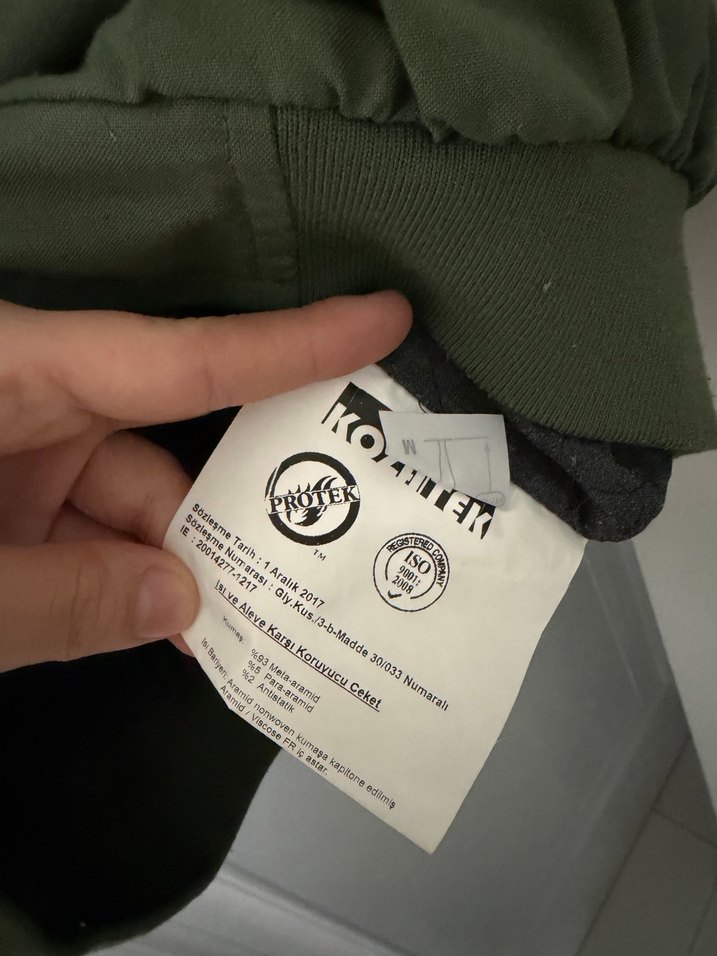 PROTEK
TM
REGISTERED COMPANY
ISO
9001:
2008
Sözleşme Tarih : 1 Aralık 2017
Sözleşme Numarası : Gly.Kus./3-b-Madde 30/033 Numaralı
IE : 20014277-1217
Isı ve Aleve Karşı Koruyucu Ceket
Kumaş:
%93 Meta-aramid
%5 Para-aramid
%2 Antistatik
Isı Bariyeri: Aramid nonwoven kumaşa kapitone edilmiş
Aramid / Viscose FR iç astar.
M